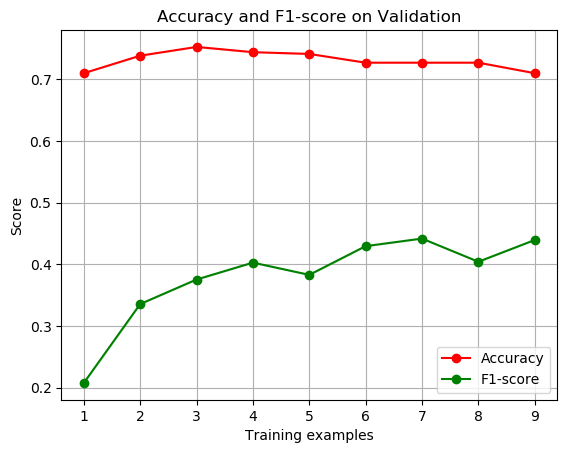 Accuracy and F1-score on Validation
Score
0.7
0.6
0.5
0.4
0.3
0.2
Accuracy
F1-score
1 2 3 4 5 6 7 8 9
Training examples